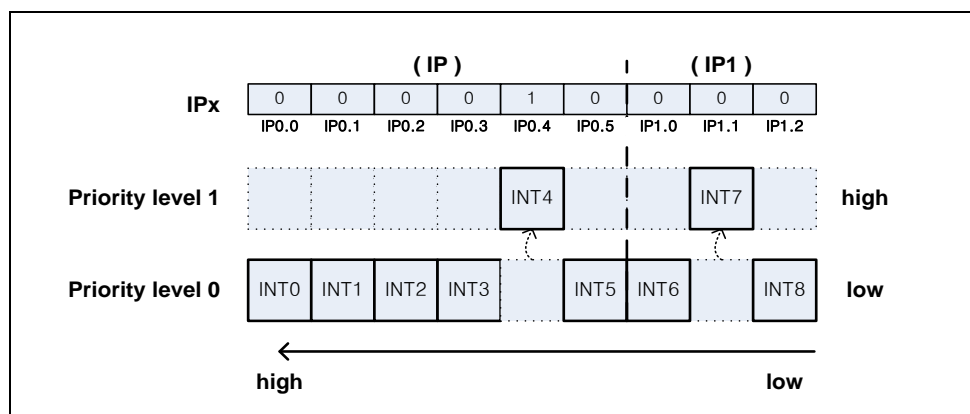 ( IP ) ( IP1 )
IPx 0 0 0 0 1 0 0 0 0
IP0.0 IP0.1 IP0.2 IP0.3 IP0.4 IP0.5 IP1.0 IP1.1 IP1.2
Priority level 1 INT4 INT7 high
Priority level 0 INT0 INT1 INT2 INT3 INT5 INT6 INT8 low
high low